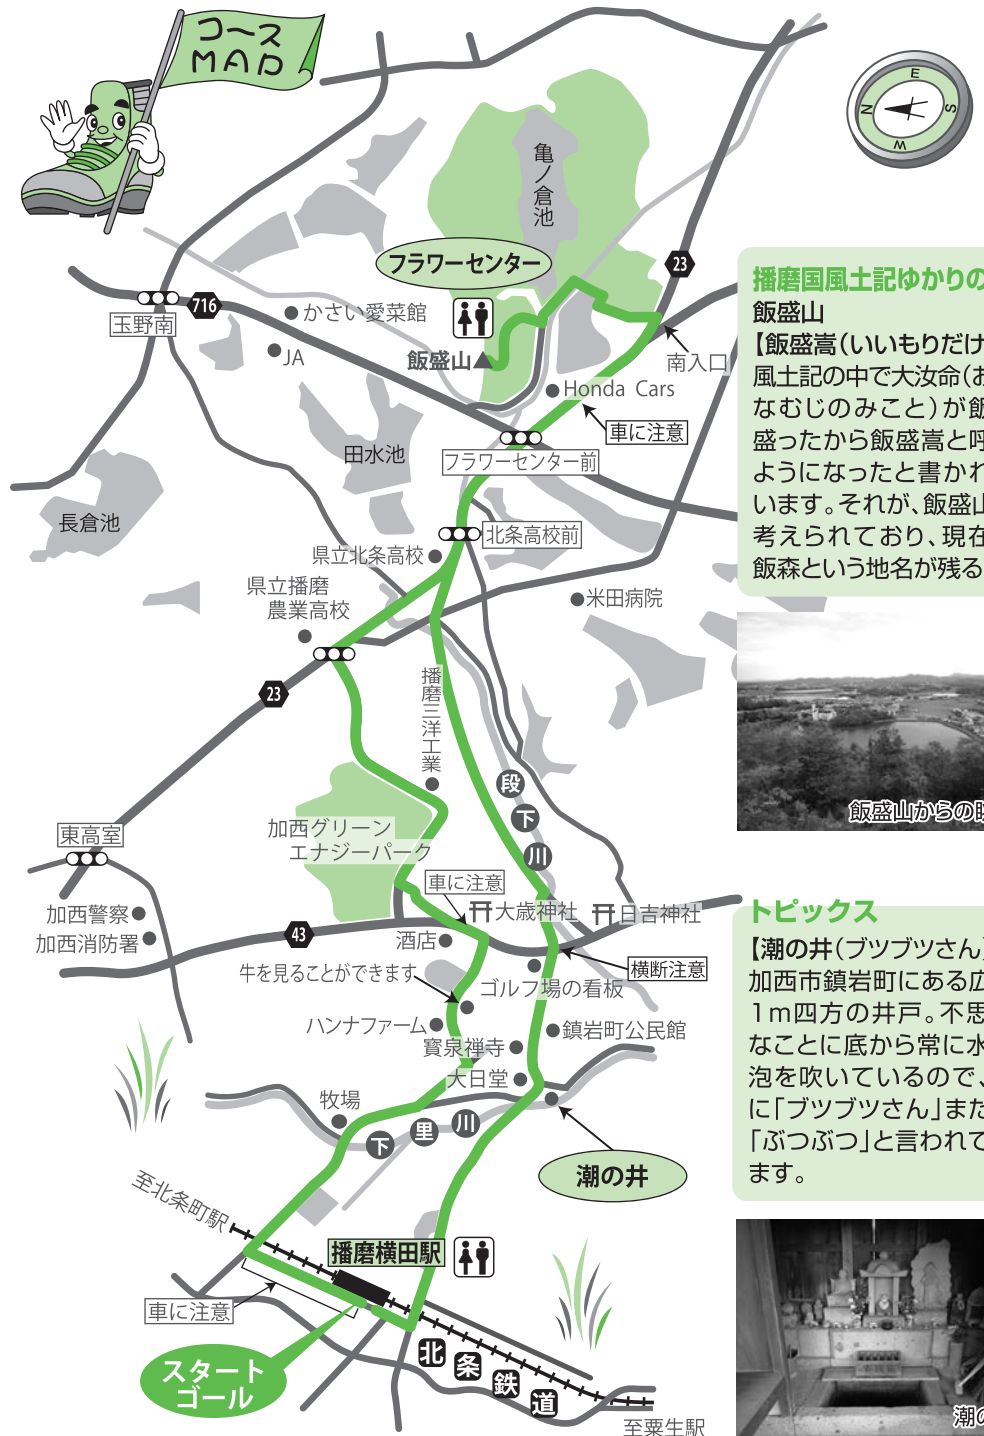 コース
MAP
E
N
S
W
亀ノ倉池
フラワーセンター
23
716
玉野南
かさい愛菜館
JA
飯盛山
南入口
Honda Cars
車に注意
田水池
フラワーセンター前
長倉池
北条高校前
県立北条高校
県立播磨
農業高校
米田病院
23
播磨三洋工業
段下川
加西グリーン
エナジーパーク
東高室
車に注意
大歳神社
日吉神社
加西警察
加西消防署
43
酒店
横断注意
牛を見ることができます
ゴルフ場の看板
ハンナファーム
鎮岩町公民館
寳泉禅寺
大日堂
牧場
下里川
潮の井
至北条町駅
播磨横田駅
車に注意
スタート
ゴール
北条鉄道
至粟生駅
播磨国風土記ゆかりの
飯盛山
【飯盛嵩(いいもりだけ
風土記の中で大汝命(お
なむじのみこと)が飯
盛ったから飯盛嵩と呼
ようになったと書かれ
います。それが、飯盛山
考えられており、現在
飯森という地名が残る
飯盛山からの眺
トピックス
【潮の井(ブツブツさん)
加西市鎮岩町にある広
1m四方の井戸。不思
なことに底から常に水
泡を吹いているので、
に「ブツブツさん」また
「ぶつぶつ」と言われて
ます。
潮の